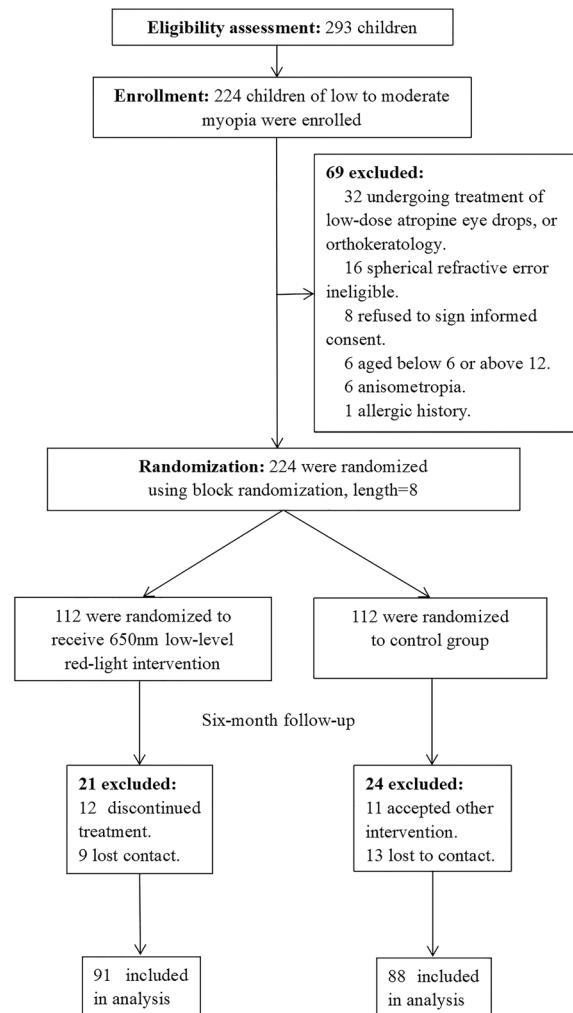 Eligibility assessment: 293 children
Enrollment: 224 children of low to moderate
myopia were enrolled
69 excluded:
32 undergoing treatment of
low-dose atropine eye drops, or
orthokeratology.
16 spherical refractive error
ineligible.
8 refused to sign informed
consent.
6 aged below 6 or above 12.
6 anisometropia.
1 allergic history.
Randomization: 224 were randomized
using block randomization, length=8
112 were randomized to
receive 650nm low-level
red-light intervention
112 were randomized
to control group
Six-month follow-up
21 excluded:
12 discontinued
treatment.
9 lost contact.
24 excluded:
11 accepted other
intervention.
13 lost to contact.
91 included
in analysis
88 included
in analysis